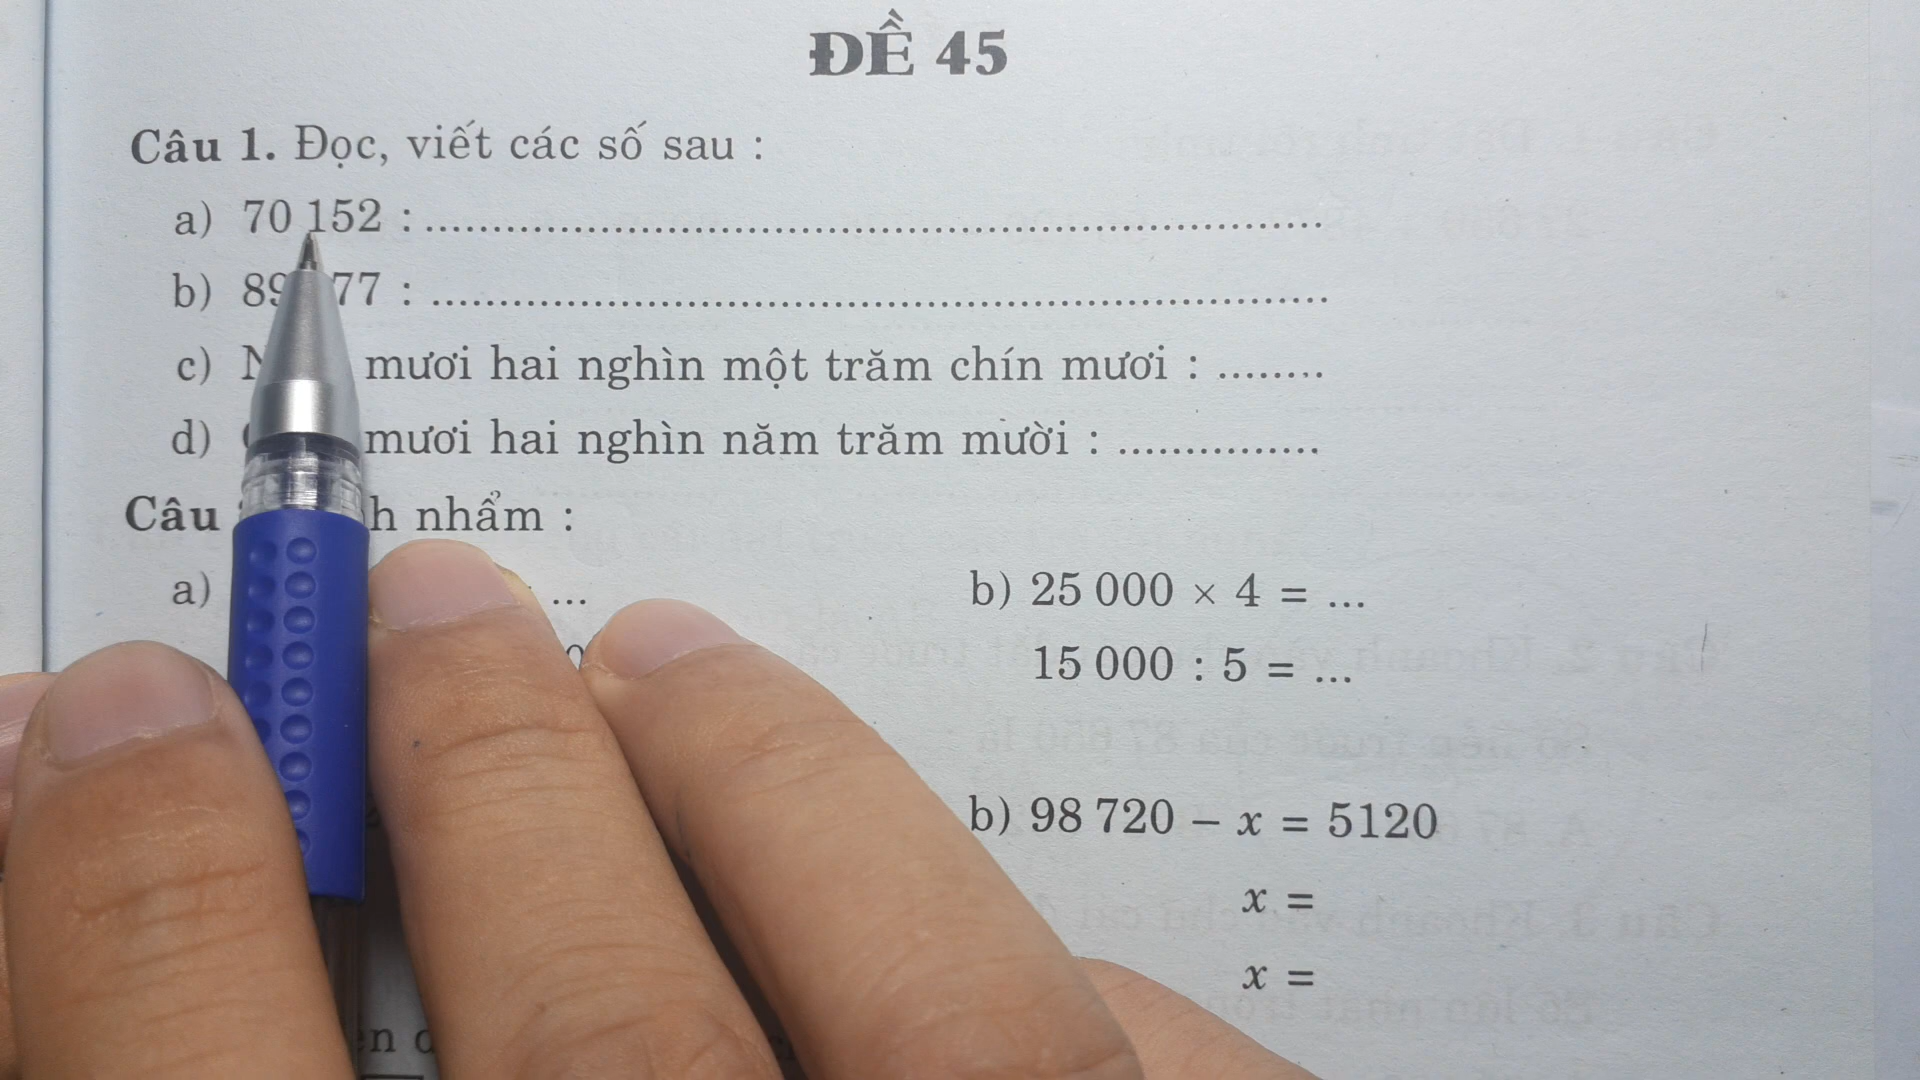 ĐỀ 45
Câu 1. Đọc, viết các số sau :
a) 70 152 : ..........................................................................
b) 77 : ..........................................................................
c) mươi hai nghìn một trăm chín mươi : ........
d) mươi hai nghìn năm trăm mười : ...............
Câu nhẩm :
a) ...
b) 25 000 × 4 = ...
15 000 : 5 = ...
b) 98 720 – x = 5120
x =
x =